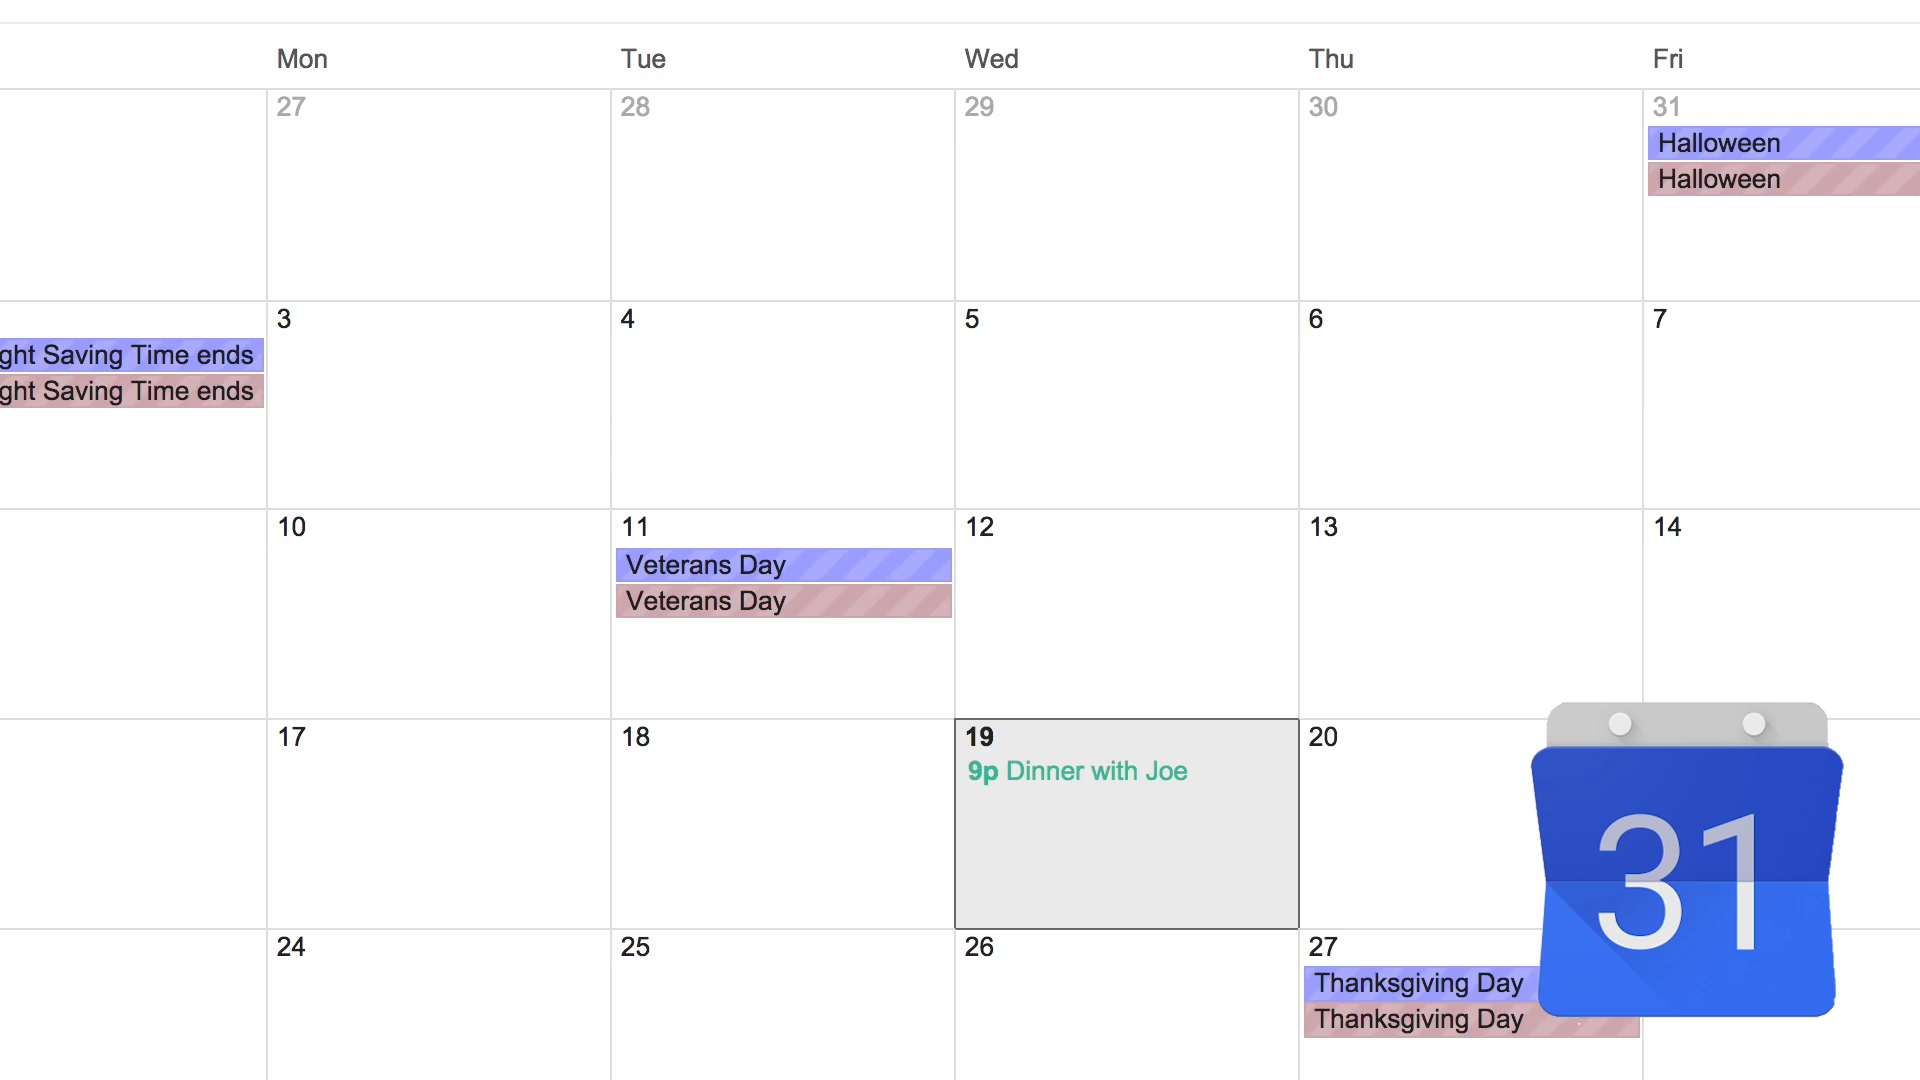 Mon Tue Wed Thu Fri
27 28 29 30 31
Halloween
Halloween
3 4 5 6 7
ght Saving Time ends
ght Saving Time ends
10 11 12 13 14
Veterans Day
Veterans Day
17 18 19 20
9p Dinner with Joe
31
24 25 26 27
Thanksgiving Day
Thanksgiving Day